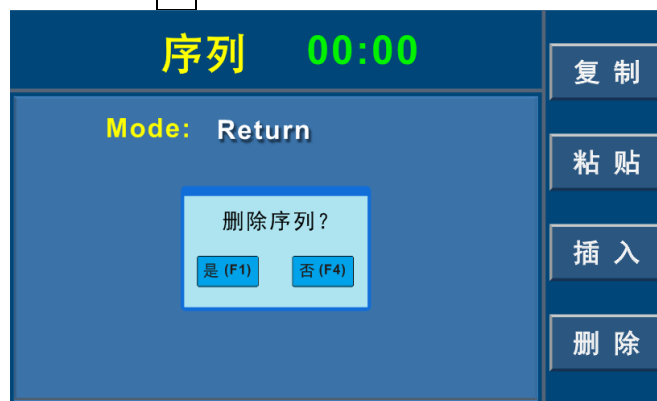 序列 00:00
Mode: Return
删除序列?
是 (F1) 否 (F4)
复 制
粘 贴
插 入
删 除